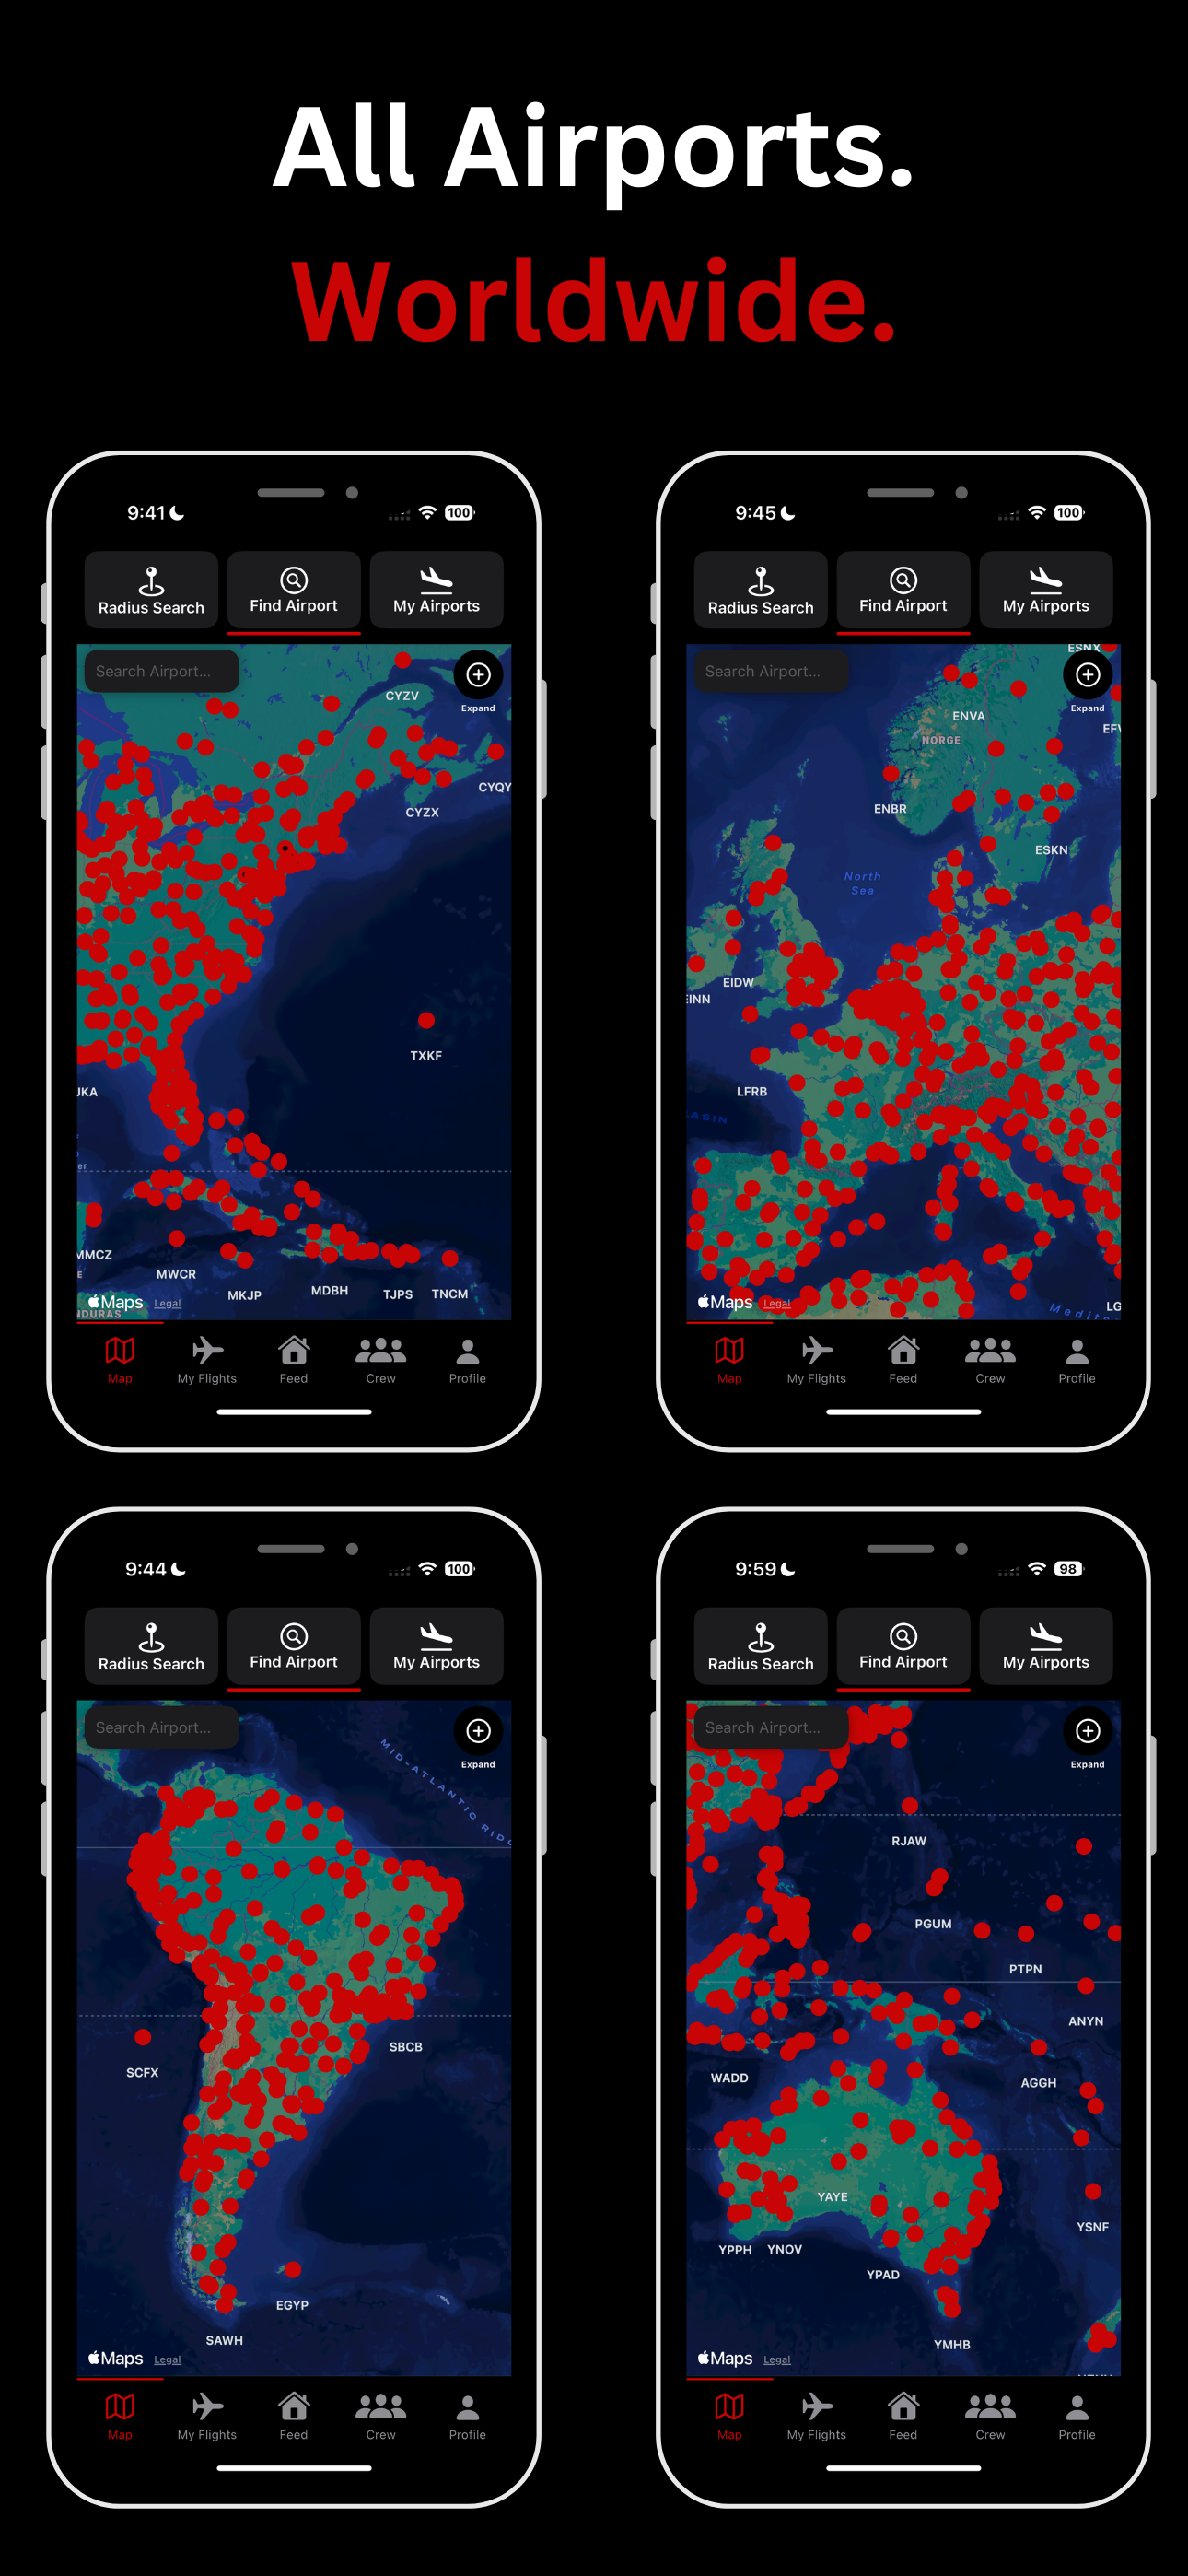 All Airports.
Worldwide.
9:41
100
Radius Search
Find Airport
My Airports
Search Airport...
Expand
CYZV
CYQY
CYZX
TXKF
JKA
er
MMCZ
E
MWCR
MKJP
MDBH
TJPS
TNCM
NDURAS
Maps
Legal
Map
My Flights
Feed
Crew
Profile
9:45
100
Radius Search
Find Airport
My Airports
Search Airport...
ESNX
Expand
ENVA
NORGE
EFV
ENBR
ESKN
North
Sea
EIDW
EINN
LFRB
ASIN
Maps
Legal
Medite
LG
Map
My Flights
Feed
Crew
Profile
9:44
100
Radius Search
Find Airport
My Airports
Search Airport...
Expand
MID-ATLANTIC RIDG
SBCB
SCFX
EGYP
SAWH
Maps
Legal
Map
My Flights
Feed
Crew
Profile
9:59
98
Radius Search
Find Airport
My Airports
Search Airport...
Expand
RJAW
PGUM
PTPN
ANYN
WADD
AGGH
YAYE
YSNF
YPPH
YNOV
YPAD
YMHB
Maps
Legal
Map
My Flights
Feed
Crew
Profile